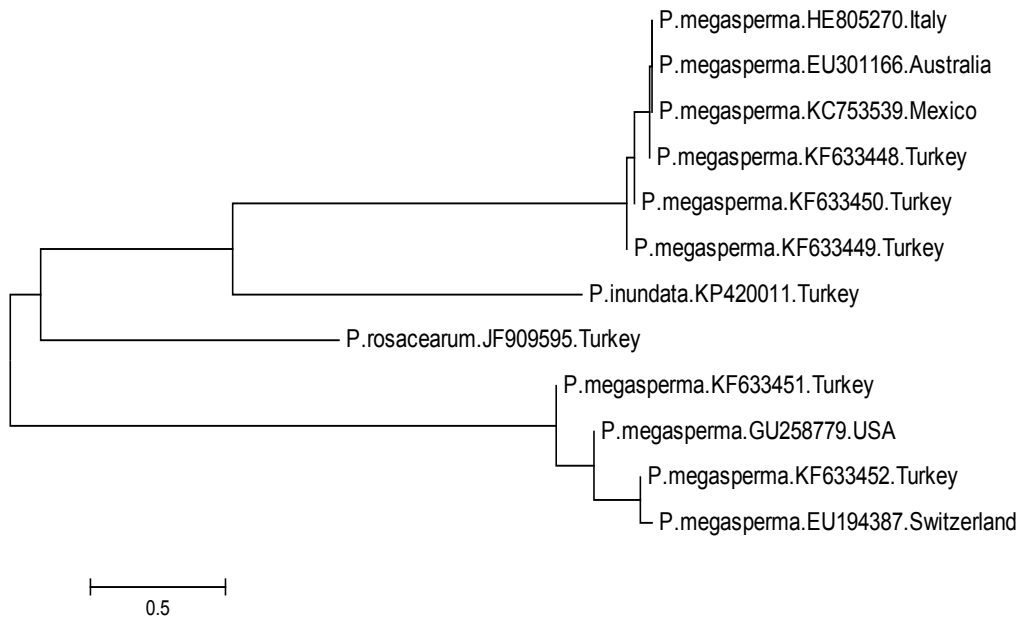 P.megasperma.HE805270.Italy
P.megasperma.EU301166.Australia
P.megasperma.KC753539.Mexico
P.megasperma.KF633448.Turkey
P.megasperma.KF633450.Turkey
P.megasperma.KF633449.Turkey
P.inundata.KP420011.Turkey
P.rosacearum.JF909595.Turkey
P.megasperma.KF633451.Turkey
P.megasperma.GU258779.USA
P.megasperma.KF633452.Turkey
P.megasperma.EU194387.Switzerland
0.5